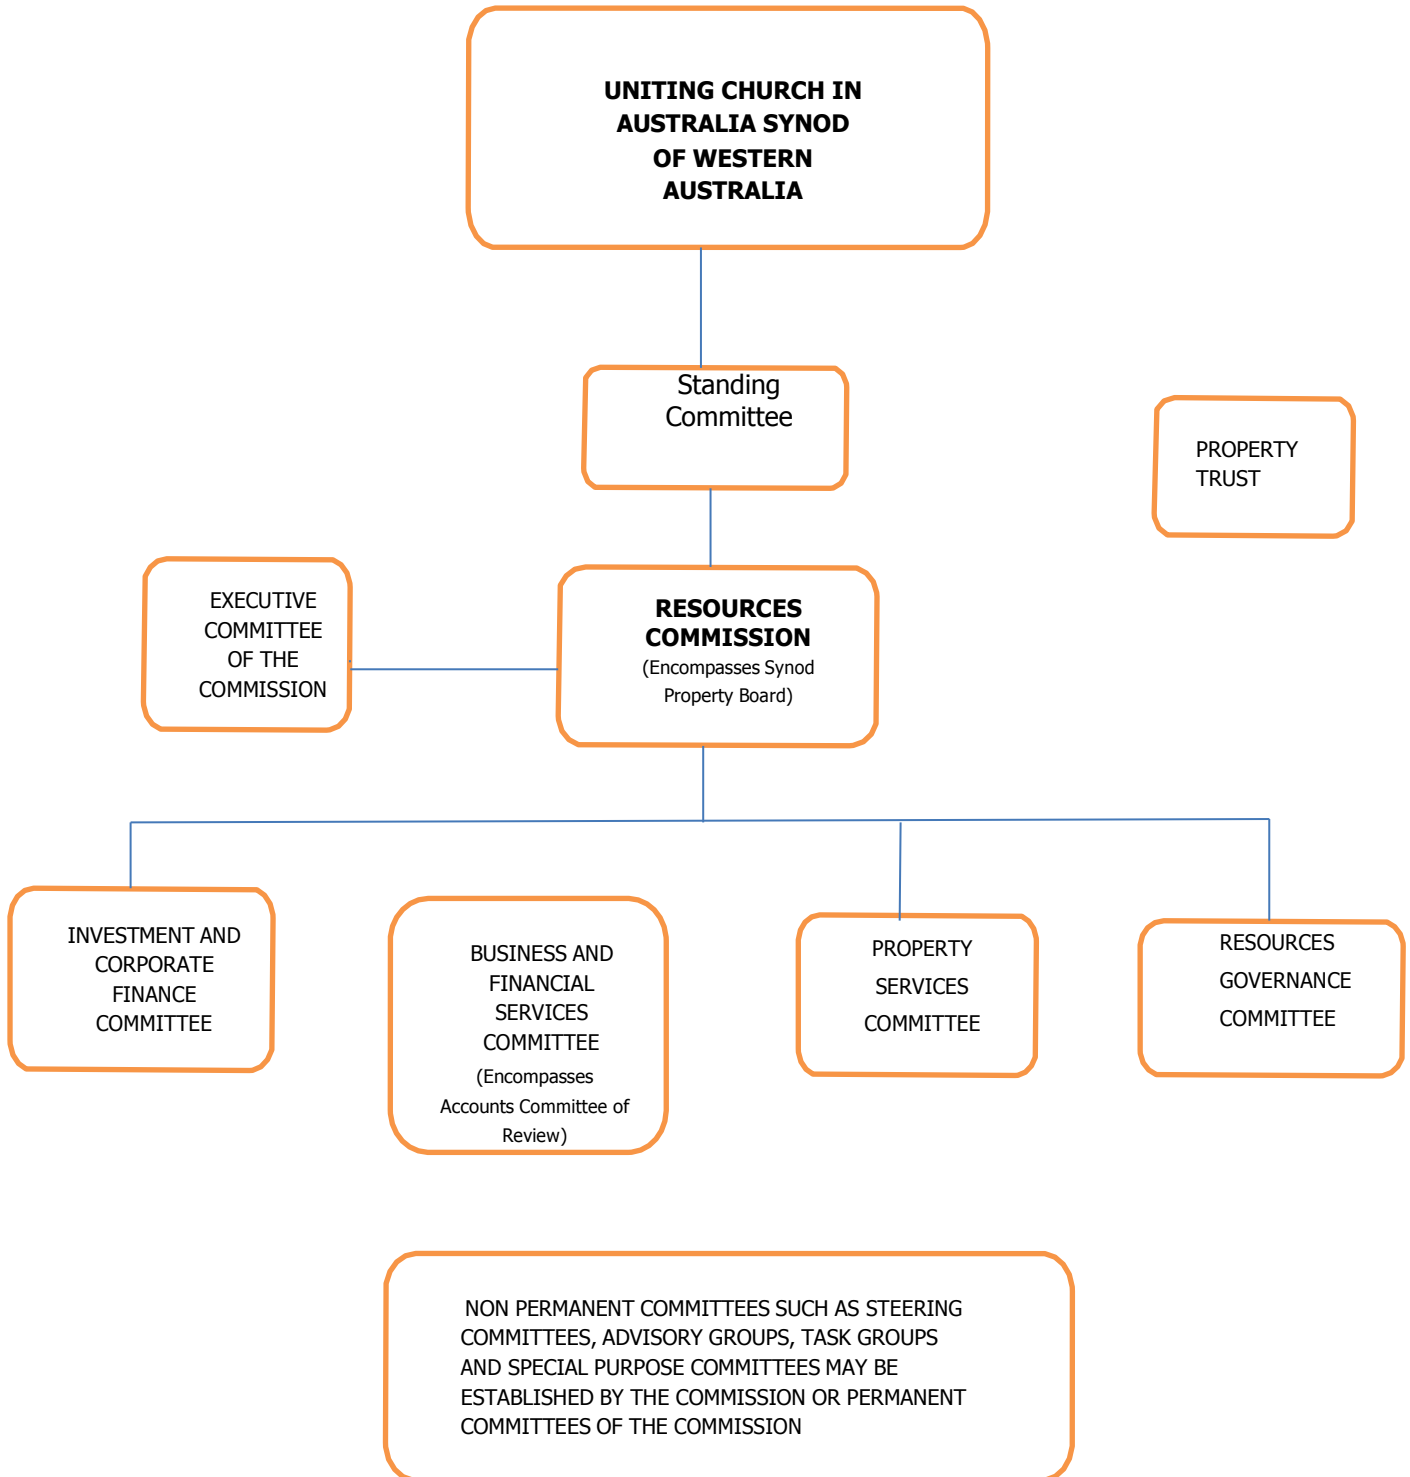 UNITING CHURCH IN
AUSTRALIA SYNOD
OF WESTERN
AUSTRALIA
Standing
Committee
PROPERTY
TRUST
EXECUTIVE
COMMITTEE
OF THE
COMMISSION
RESOURCES
COMMISSION
(Encompasses Synod
Property Board)
INVESTMENT AND
CORPORATE
FINANCE
COMMITTEE
BUSINESS AND
FINANCIAL
SERVICES
COMMITTEE
(Encompasses
Accounts Committee of
Review)
PROPERTY
SERVICES
COMMITTEE
RESOURCES
GOVERNANCE
COMMITTEE
NON PERMANENT COMMITTEES SUCH AS STEERING
COMMITTEES, ADVISORY GROUPS, TASK GROUPS
AND SPECIAL PURPOSE COMMITTEES MAY BE
ESTABLISHED BY THE COMMISSION OR PERMANENT
COMMITTEES OF THE COMMISSION